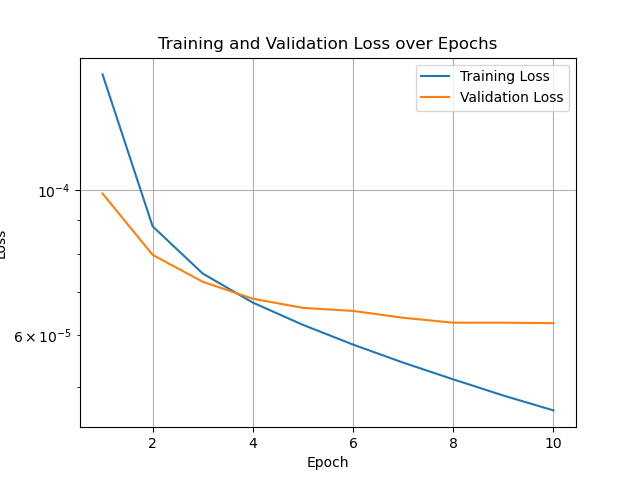 Training and Validation Loss over Epochs
Training Loss
Validation Loss
10⁻⁴
6 × 10⁻⁵
Loss
2 4 6 8 10
Epoch